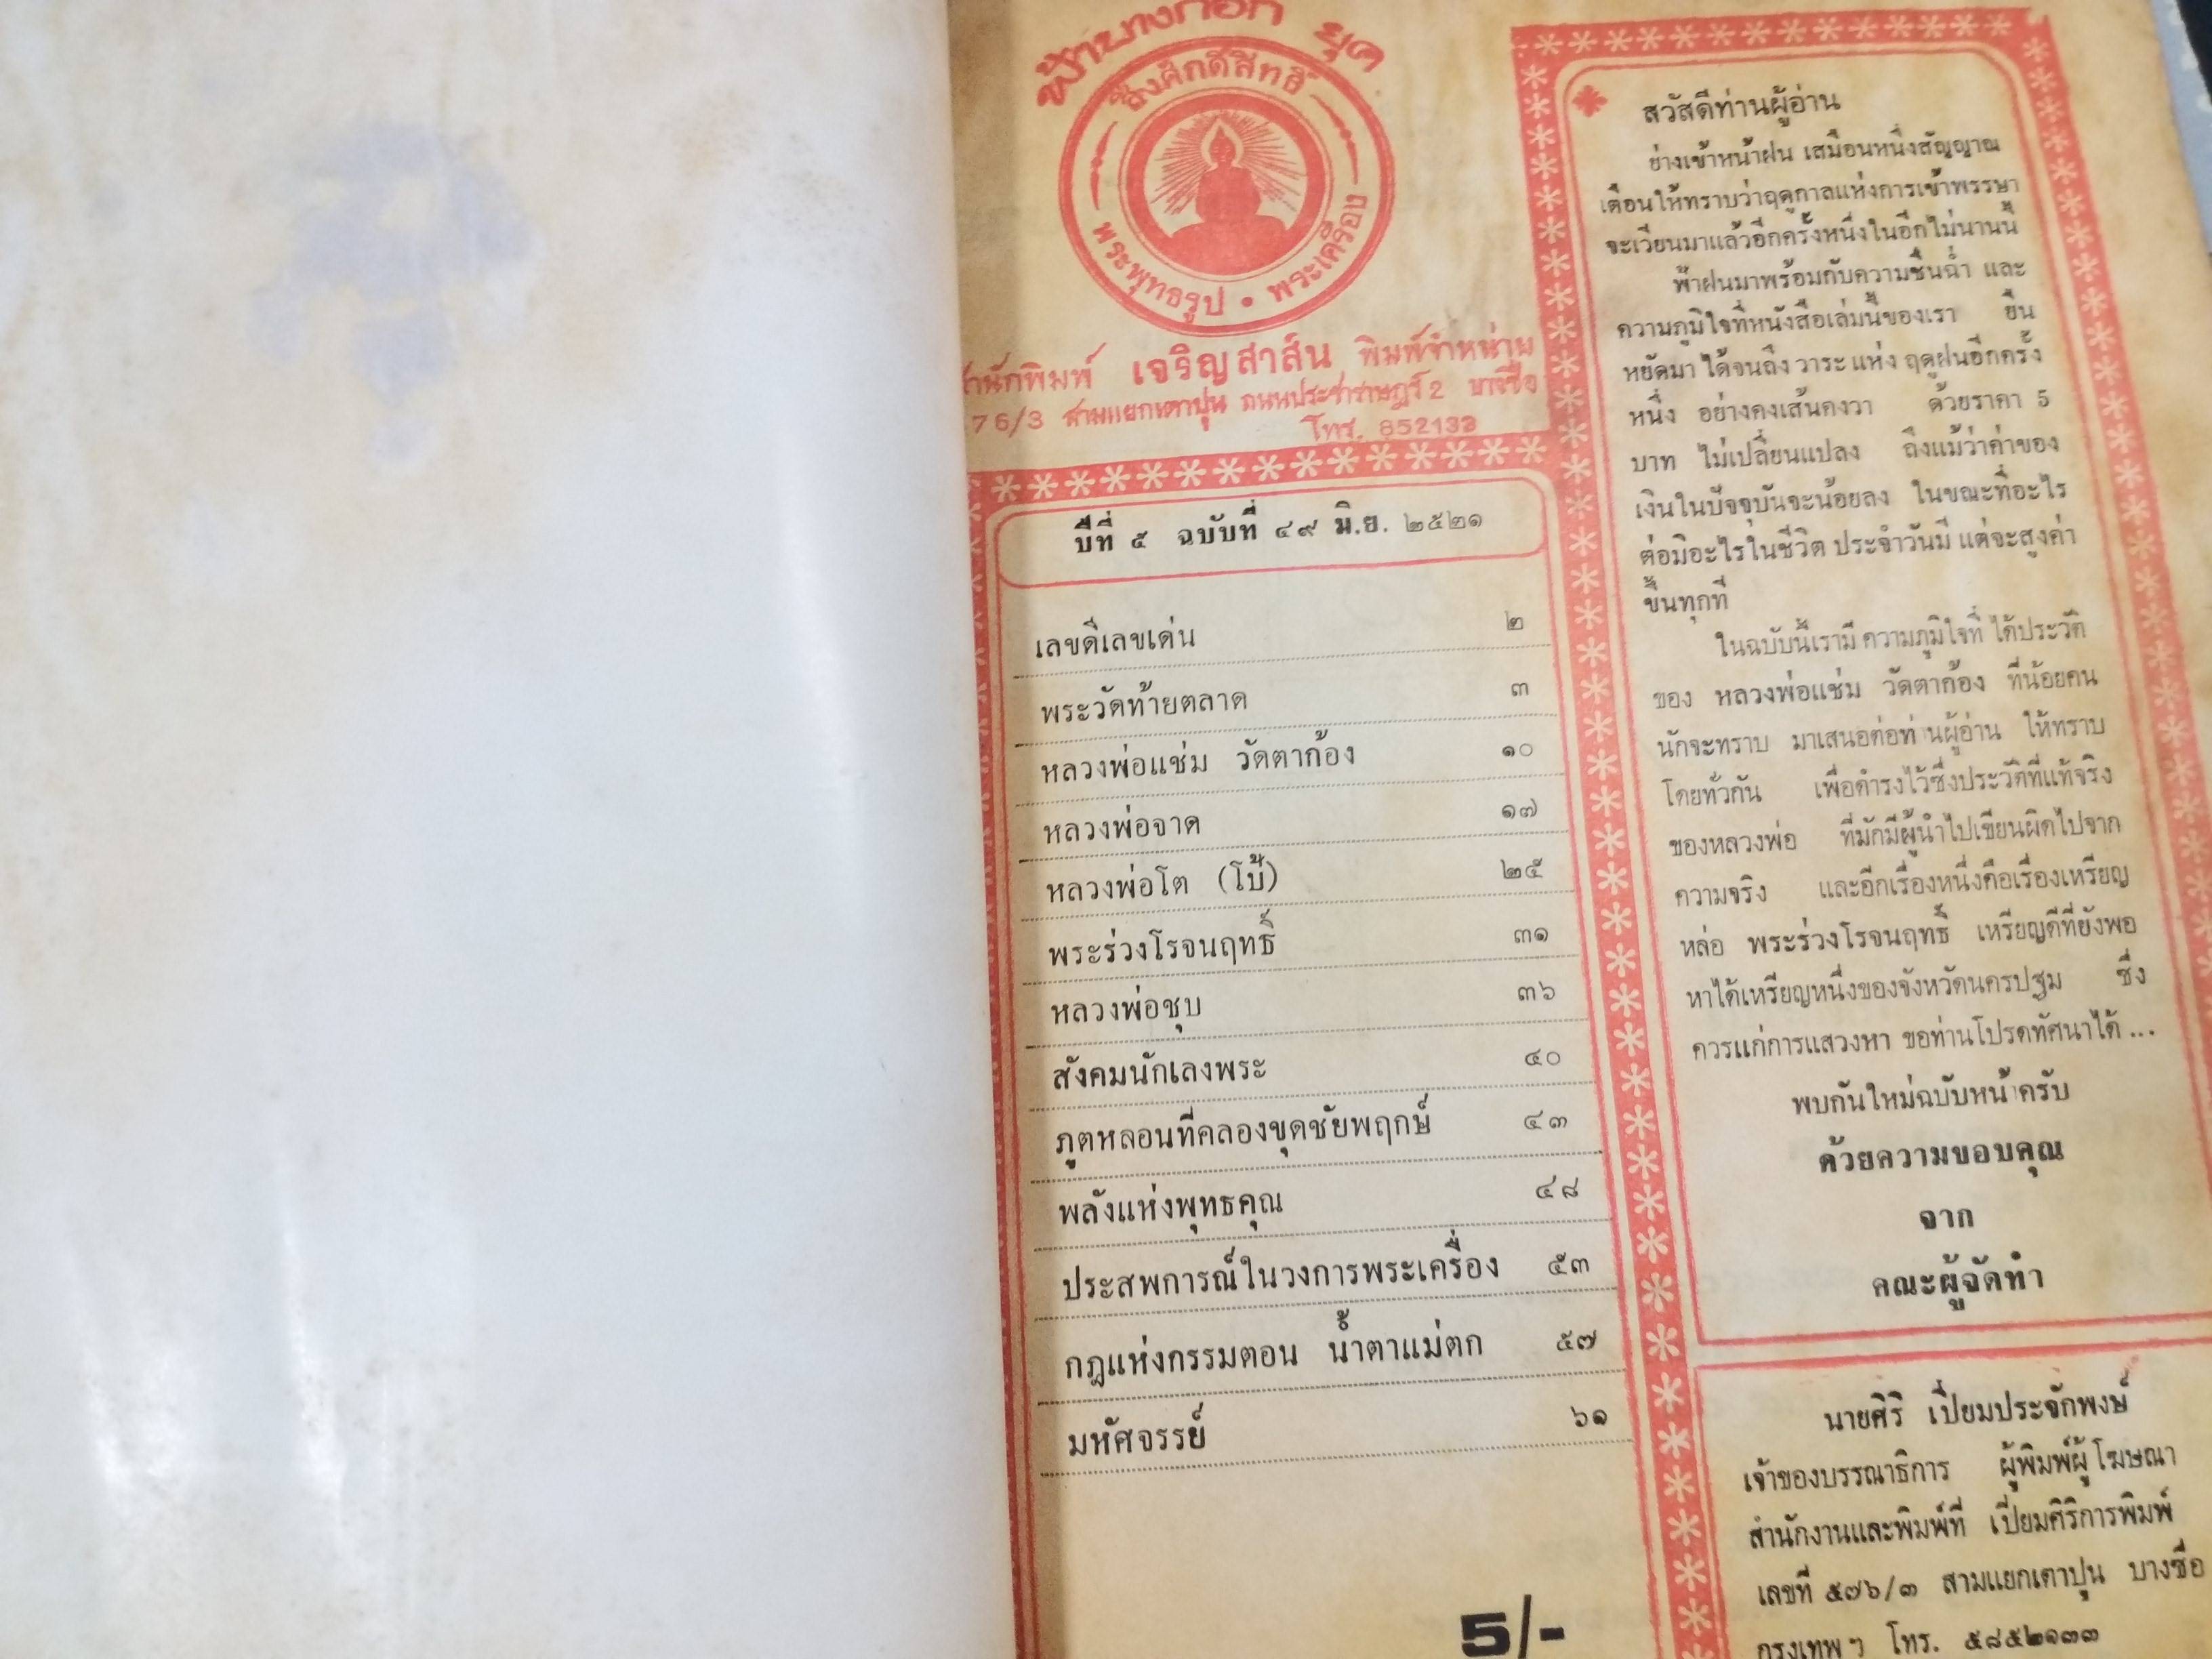 ฟ้าบางกอก ยุค
สิ่งศักดิ์สิทธิ์
พระพุทธรูป • พระเครื่อง
สำนักพิมพ์ เจริญสาส์น พิมพ์จำหน่าย
76/3 สามแยกเตาปูน ถนนประชาราษฎร์ 2 บางซื่อ
โทร. 852133
ปีที่ ๕ ฉบับที่ ๔๙ มิ.ย. ๒๕๒๑
เลขดีเลขเด่น ๒
พระวัดท้ายตลาด ๓
หลวงพ่อแช่ม วัดตาก้อง ๑๐
หลวงพ่อจาด ๑๗
หลวงพ่อโต (โป้) ๒๕
พระร่วงโรจนฤทธิ์ ๓๑
หลวงพ่อชุบ ๓๖
สังคมนักเลงพระ ๔๐
ภูตหลอนที่คลองขุดชัยพฤกษ์ ๔๓
พลังแห่งพุทธคุณ ๔๘
ประสพการณ์ในวงการพระเครื่อง ๕๓
กฎแห่งกรรมตอน น้ำตาแม่ตก ๕๗
มหัศจรรย์ ๖๑
5/-
สวัสดีท่านผู้อ่าน
ย่างเข้าหน้าฝน เสมือนหนึ่งสัญญาณ
เตือนให้ทราบว่าฤดูกาลแห่งการเข้าพรรษา
จะเวียนมาแล้วอีกครั้งหนึ่งในอีกไม่นานนี้
ฟ้าฝนมาพร้อมกับความชื่นฉ่ำ และ
ความภูมิใจที่หนังสือเล่มนี้ของเรา ยืน
หยัดมา ได้จนถึง วาระ แห่ง ฤดูฝนอีกครั้ง
หนึ่ง อย่างคงเส้นคงวา ด้วยราคา 5
บาท ไม่เปลี่ยนแปลง ถึงแม้ว่าค่าของ
เงินในปัจจุบันจะน้อยลง ในขณะที่อะไร
ต่อมิอะไรในชีวิต ประจำวันมี แต่จะสูงค่า
ขึ้นทุกที
ในฉบับนี้เรามี ความภูมิใจที่ ได้ประวัติ
ของ หลวงพ่อแช่ม วัดตาก้อง ที่น้อยคน
นักจะทราบ มาเสนอต่อท่านผู้อ่าน ให้ทราบ
โดยทั่วกัน เพื่อดำรงไว้ซึ่งประวัติที่แท้จริง
ของหลวงพ่อ ที่มักมีผู้นำไปเขียนผิดไปจาก
ความจริง และอีกเรื่องหนึ่งคือเรื่องเหรียญ
หล่อ พระร่วงโรจนฤทธิ์ เหรียญดีที่ยังพอ
หาได้เหรียญหนึ่งของจังหวัดนครปฐม ซึ่ง
ควรแก่การแสวงหา ขอท่านโปรดทัศนาได้ ...
พบกันใหม่ฉบับหน้าครับ
ด้วยความขอบคุณ
จาก
คณะผู้จัดทำ
นายศิริ เปี่ยมประจักพงษ์
เจ้าของบรรณาธิการ ผู้พิมพ์ผู้โฆษณา
สำนักงานและพิมพ์ที่ เปี่ยมศิริการพิมพ์
เลขที่ ๕๗๖/๓ สามแยกเตาปูน บางซื่อ
กรุงเทพ ฯ โทร. ๕๘๕๒๑๓๓